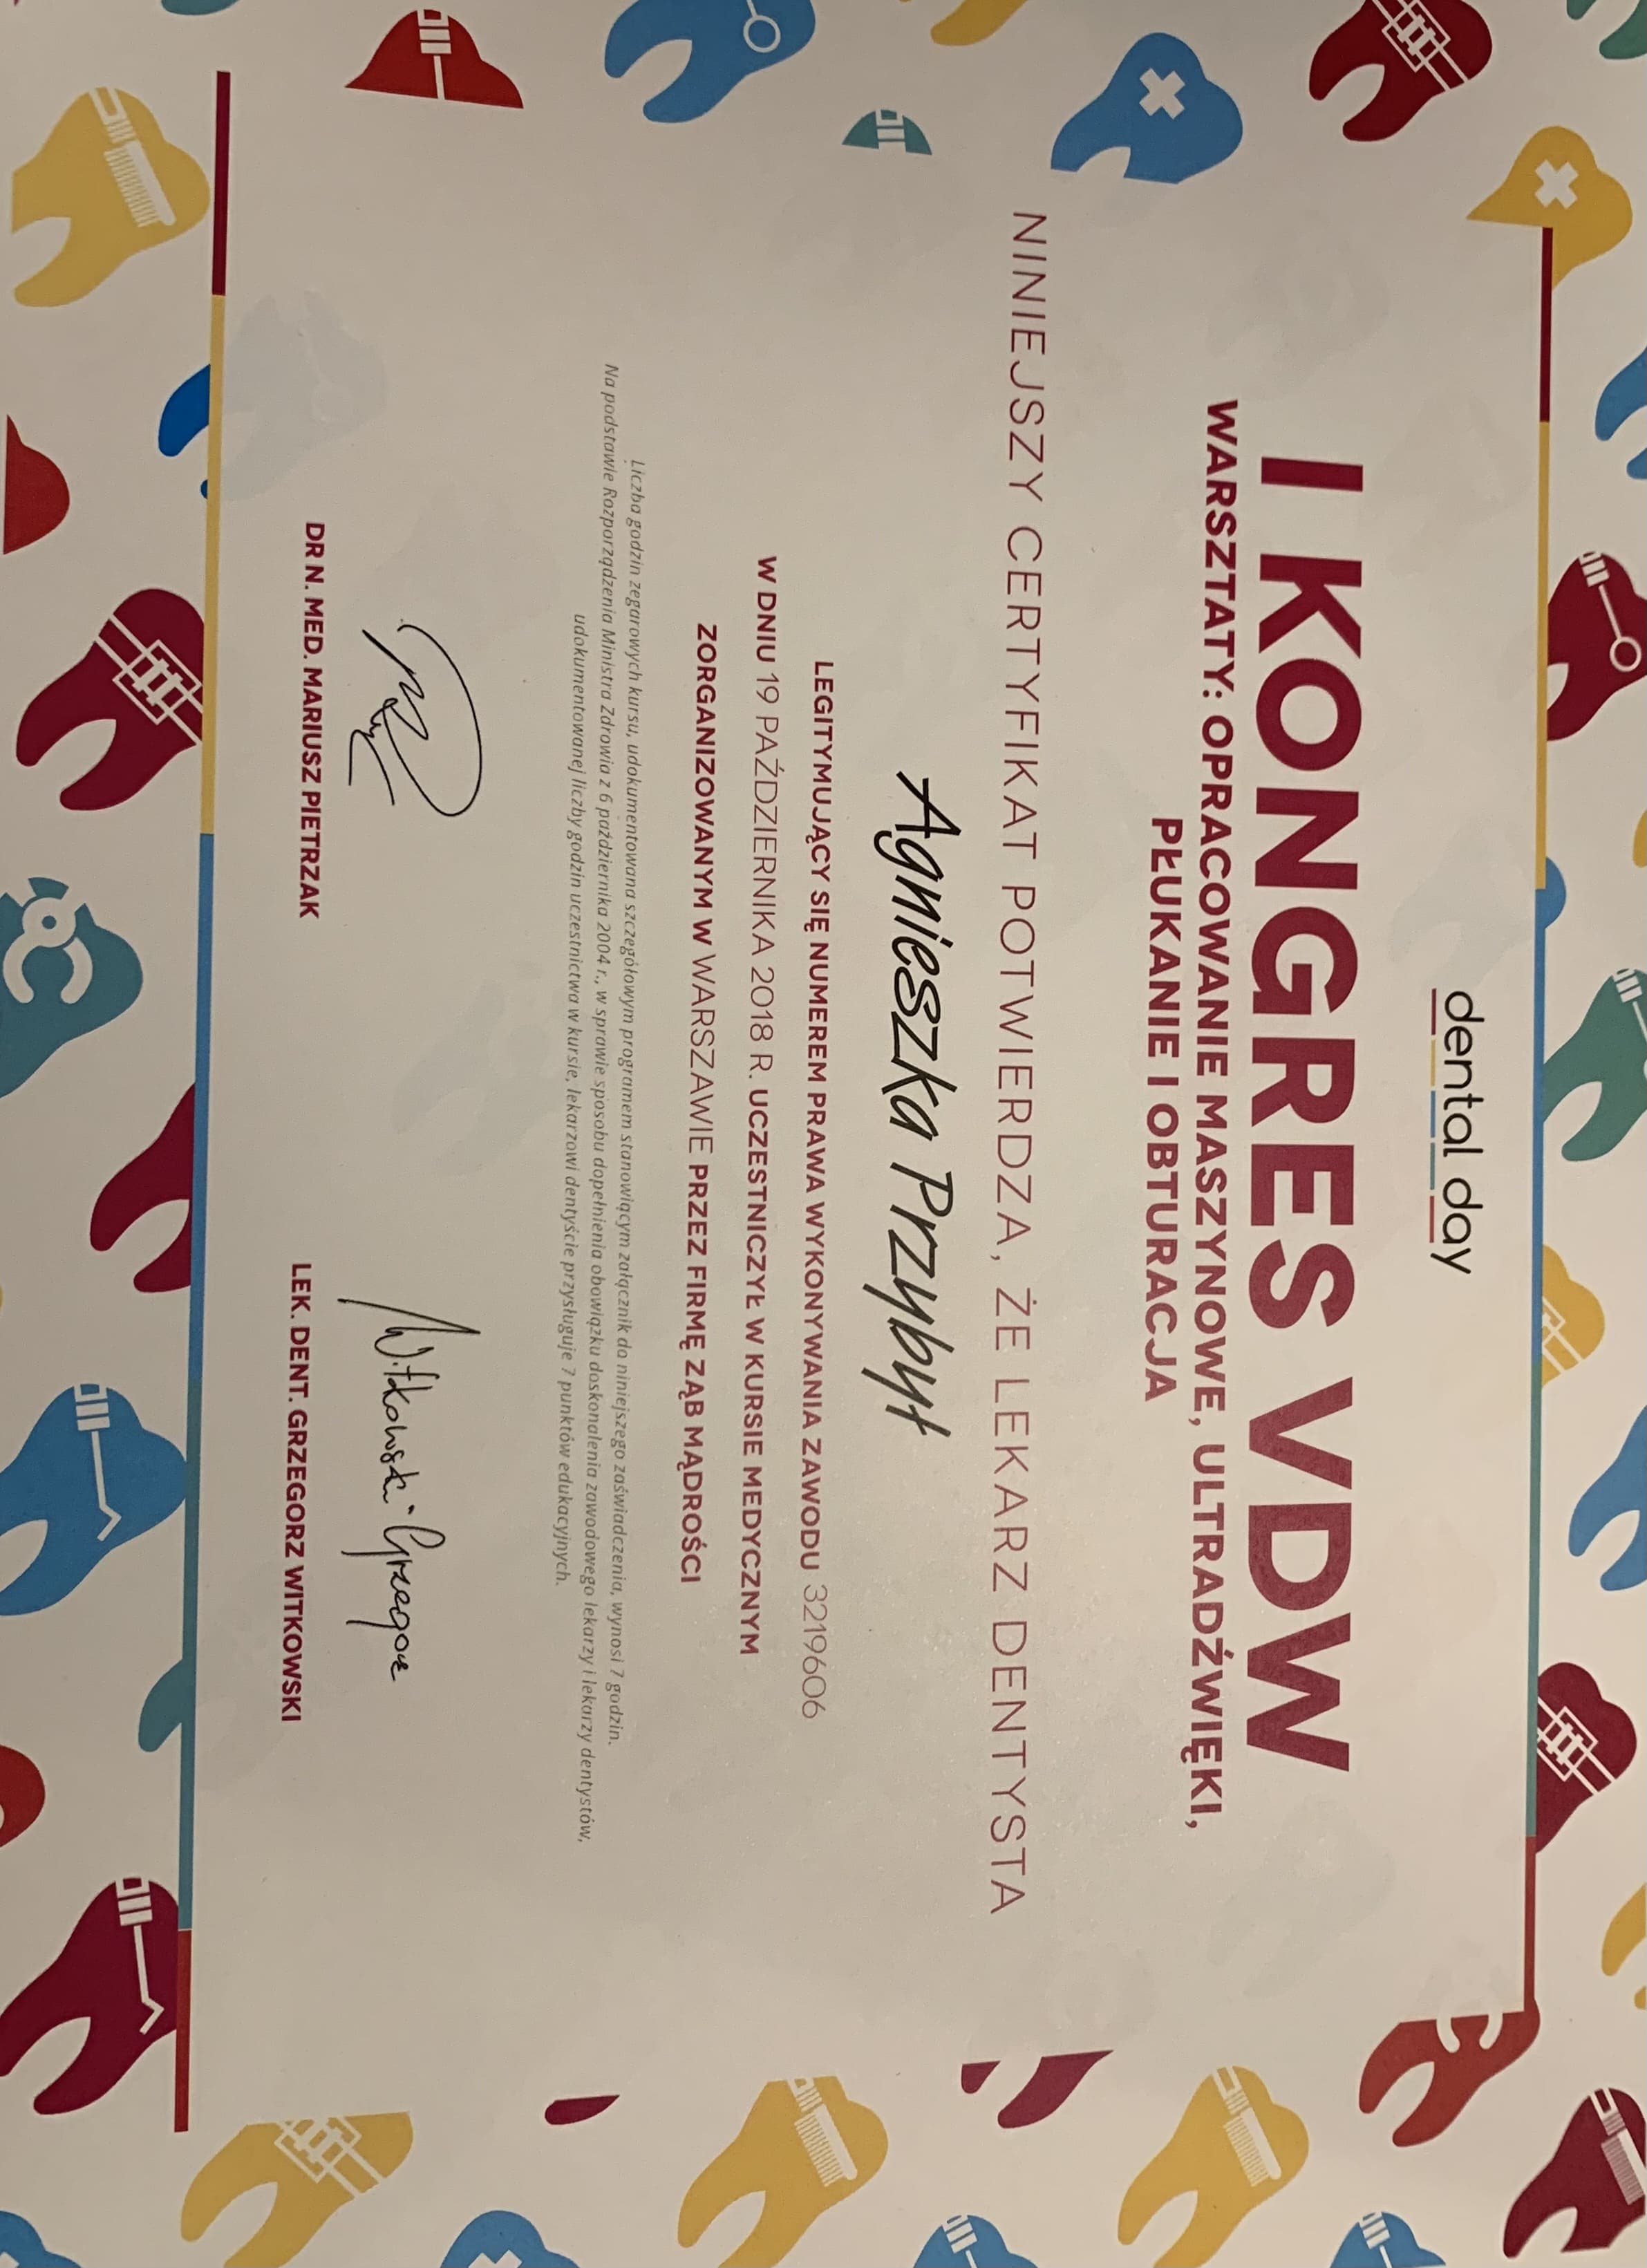 dental day
I KONGRES VDW
WARSZTATY: OPRACOWANIE MASZYNOWE, ULTRADŹWIĘKI,
PŁUKANIE I OBTURACJA
NINIEJSZY CERTYFIKAT POTWIERDZA, ŻE LEKARZ DENTYSTA
Agnieszka Przybył
LEGITYMUJĄCY SIĘ NUMEREM PRAWA WYKONYWANIA ZAWODU 3219606
W DNIU 19 PAŹDZIERNIKA 2018 R. UCZESTNICZYŁ W KURSIE MEDYCZNYM
ZORGANIZOWANYM W WARSZAWIE PRZEZ FIRMĘ ZĄB MĄDROŚCI
Liczba godzin zegarowych kursu, udokumentowana szczegółowym programem stanowiącym załącznik do niniejszego zaświadczenia, wynosi 7 godzin.
Na podstawie Rozporządzenia Ministra Zdrowia z 6 października 2004 r., w sprawie sposobu dopełnienia obowiązku doskonalenia zawodowego lekarzy i lekarzy dentystów,
udokumentowanej liczby godzin uczestnictwa w kursie, lekarzowi dentyście przysługuje 7 punktów edukacyjnych.
Witkowski Grzegorz
DR N. MED. MARIUSZ PIETRZAK
LEK. DENT. GRZEGORZ WITKOWSKI